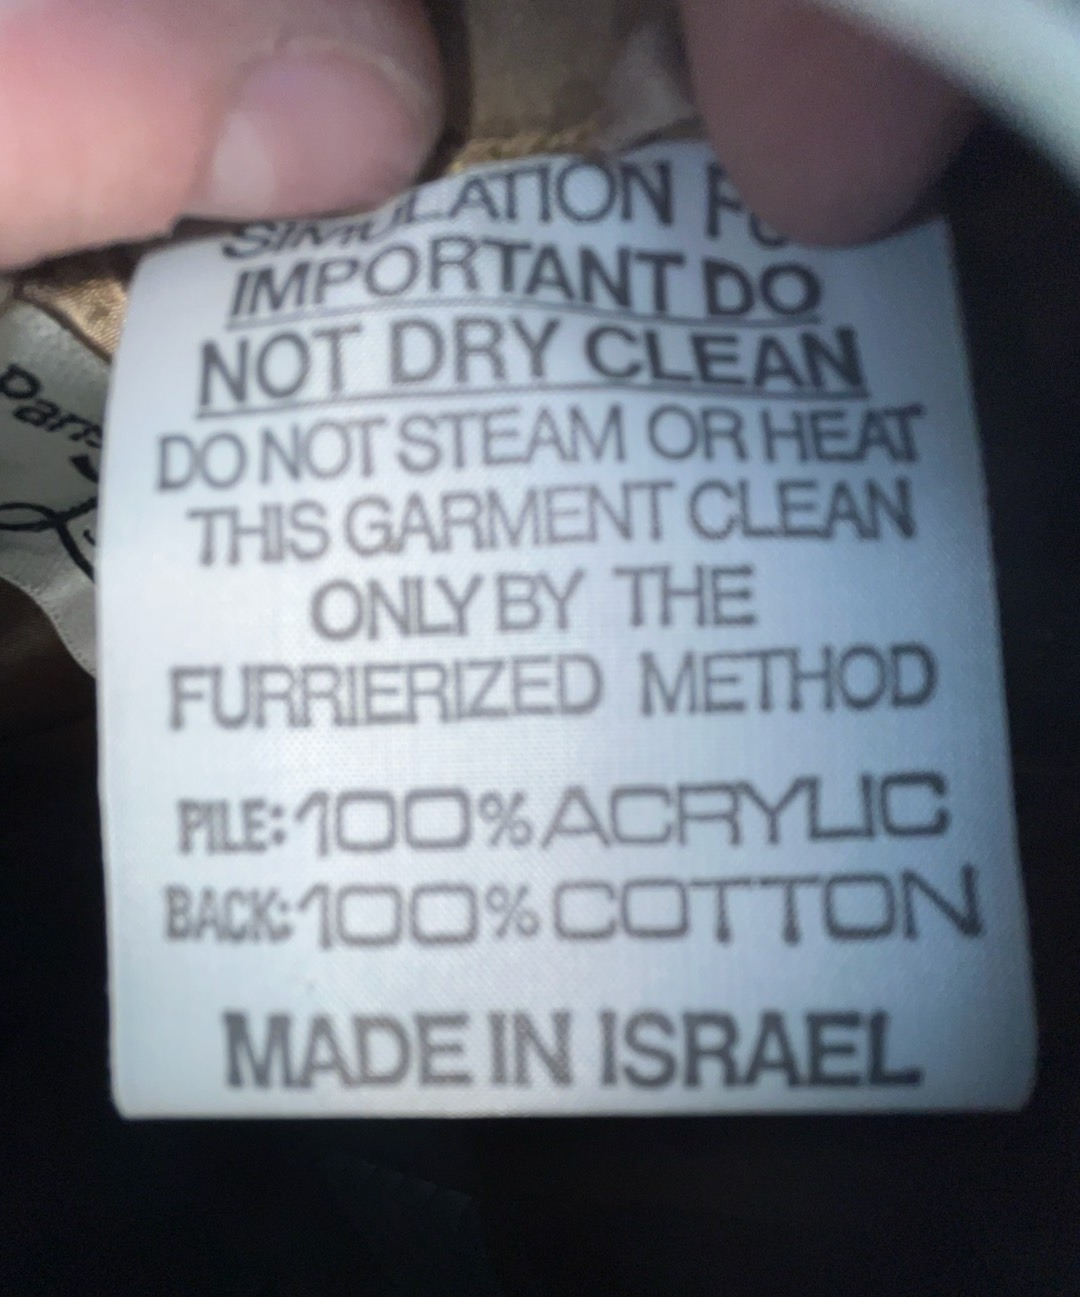 SIMULATION
IMPORTANT DO
NOT DRY CLEAN
DO NOT STEAM OR HEAT
THIS GARMENT CLEAN
ONLY BY THE
FURRIERIZED METHOD
PILE: 100% ACRYLIC
BACK: 100% COTTON
MADE IN ISRAEL